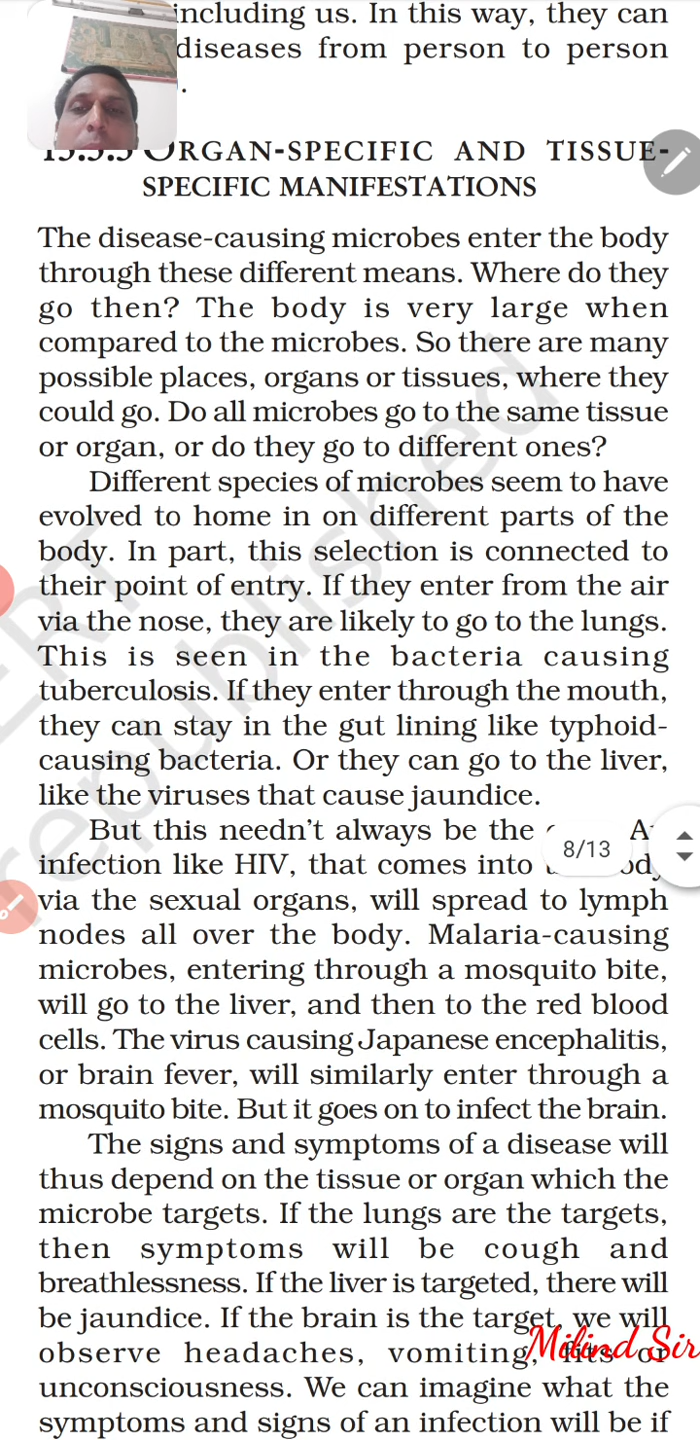 including us. In this way, they can
diseases from person to person
.
ORGAN-SPECIFIC AND TISSUE-
SPECIFIC MANIFESTATIONS
The disease-causing microbes enter the body
through these different means. Where do they
go then? The body is very large when
compared to the microbes. So there are many
possible places, organs or tissues, where they
could go. Do all microbes go to the same tissue
or organ, or do they go to different ones?
Different species of microbes seem to have
evolved to home in on different parts of the
body. In part, this selection is connected to
their point of entry. If they enter from the air
via the nose, they are likely to go to the lungs.
This is seen in the bacteria causing
tuberculosis. If they enter through the mouth,
they can stay in the gut lining like typhoid-
causing bacteria. Or they can go to the liver,
like the viruses that cause jaundice.
But this needn't always be the
8/13
infection like HIV, that comes into
via the sexual organs, will spread to lymph
nodes all over the body. Malaria-causing
microbes, entering through a mosquito bite,
will go to the liver, and then to the red blood
cells. The virus causing Japanese encephalitis,
or brain fever, will similarly enter through a
mosquito bite. But it goes on to infect the brain.
The signs and symptoms of a disease will
thus depend on the tissue or organ which the
microbe targets. If the lungs are the targets,
then symptoms will be cough and
breathlessness. If the liver is targeted, there will
be jaundice. If the brain is the target, we will
observe headaches, vomiting, fits or
Milind Sir
unconsciousness. We can imagine what the
symptoms and signs of an infection will be if
republished